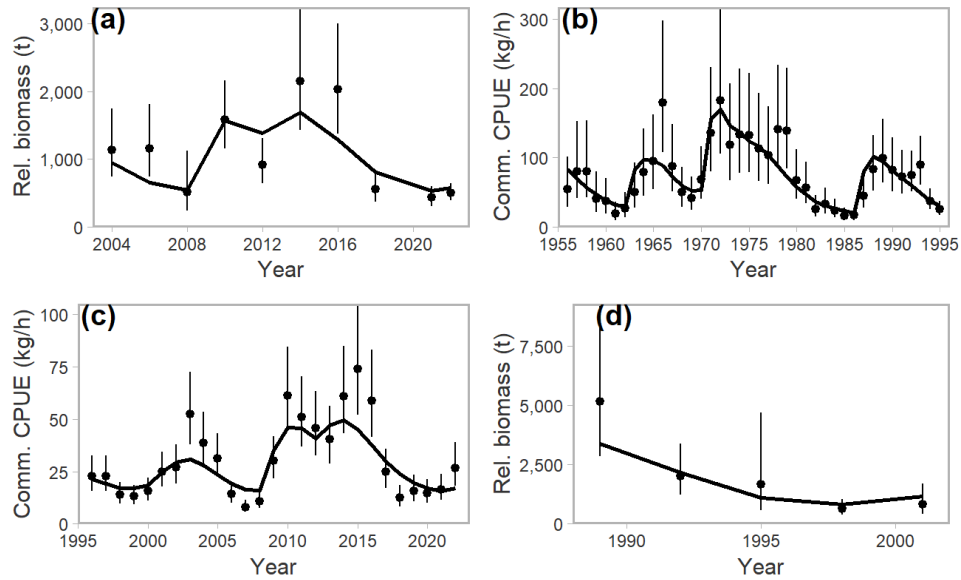 (a)
Rel. biomass (t)
3,000
2,000
1,000
0
2004 2008 2012 2016 2020
Year
(b)
Comm. CPUE (kg/h)
300
200
100
0
1955 1960 1965 1970 1975 1980 1985 1990 1995
Year
(c)
Comm. CPUE (kg/h)
100
75
50
25
0
1995 2000 2005 2010 2015 2020
Year
(d)
Rel. biomass (t)
7,500
5,000
2,500
0
1990 1995 2000
Year